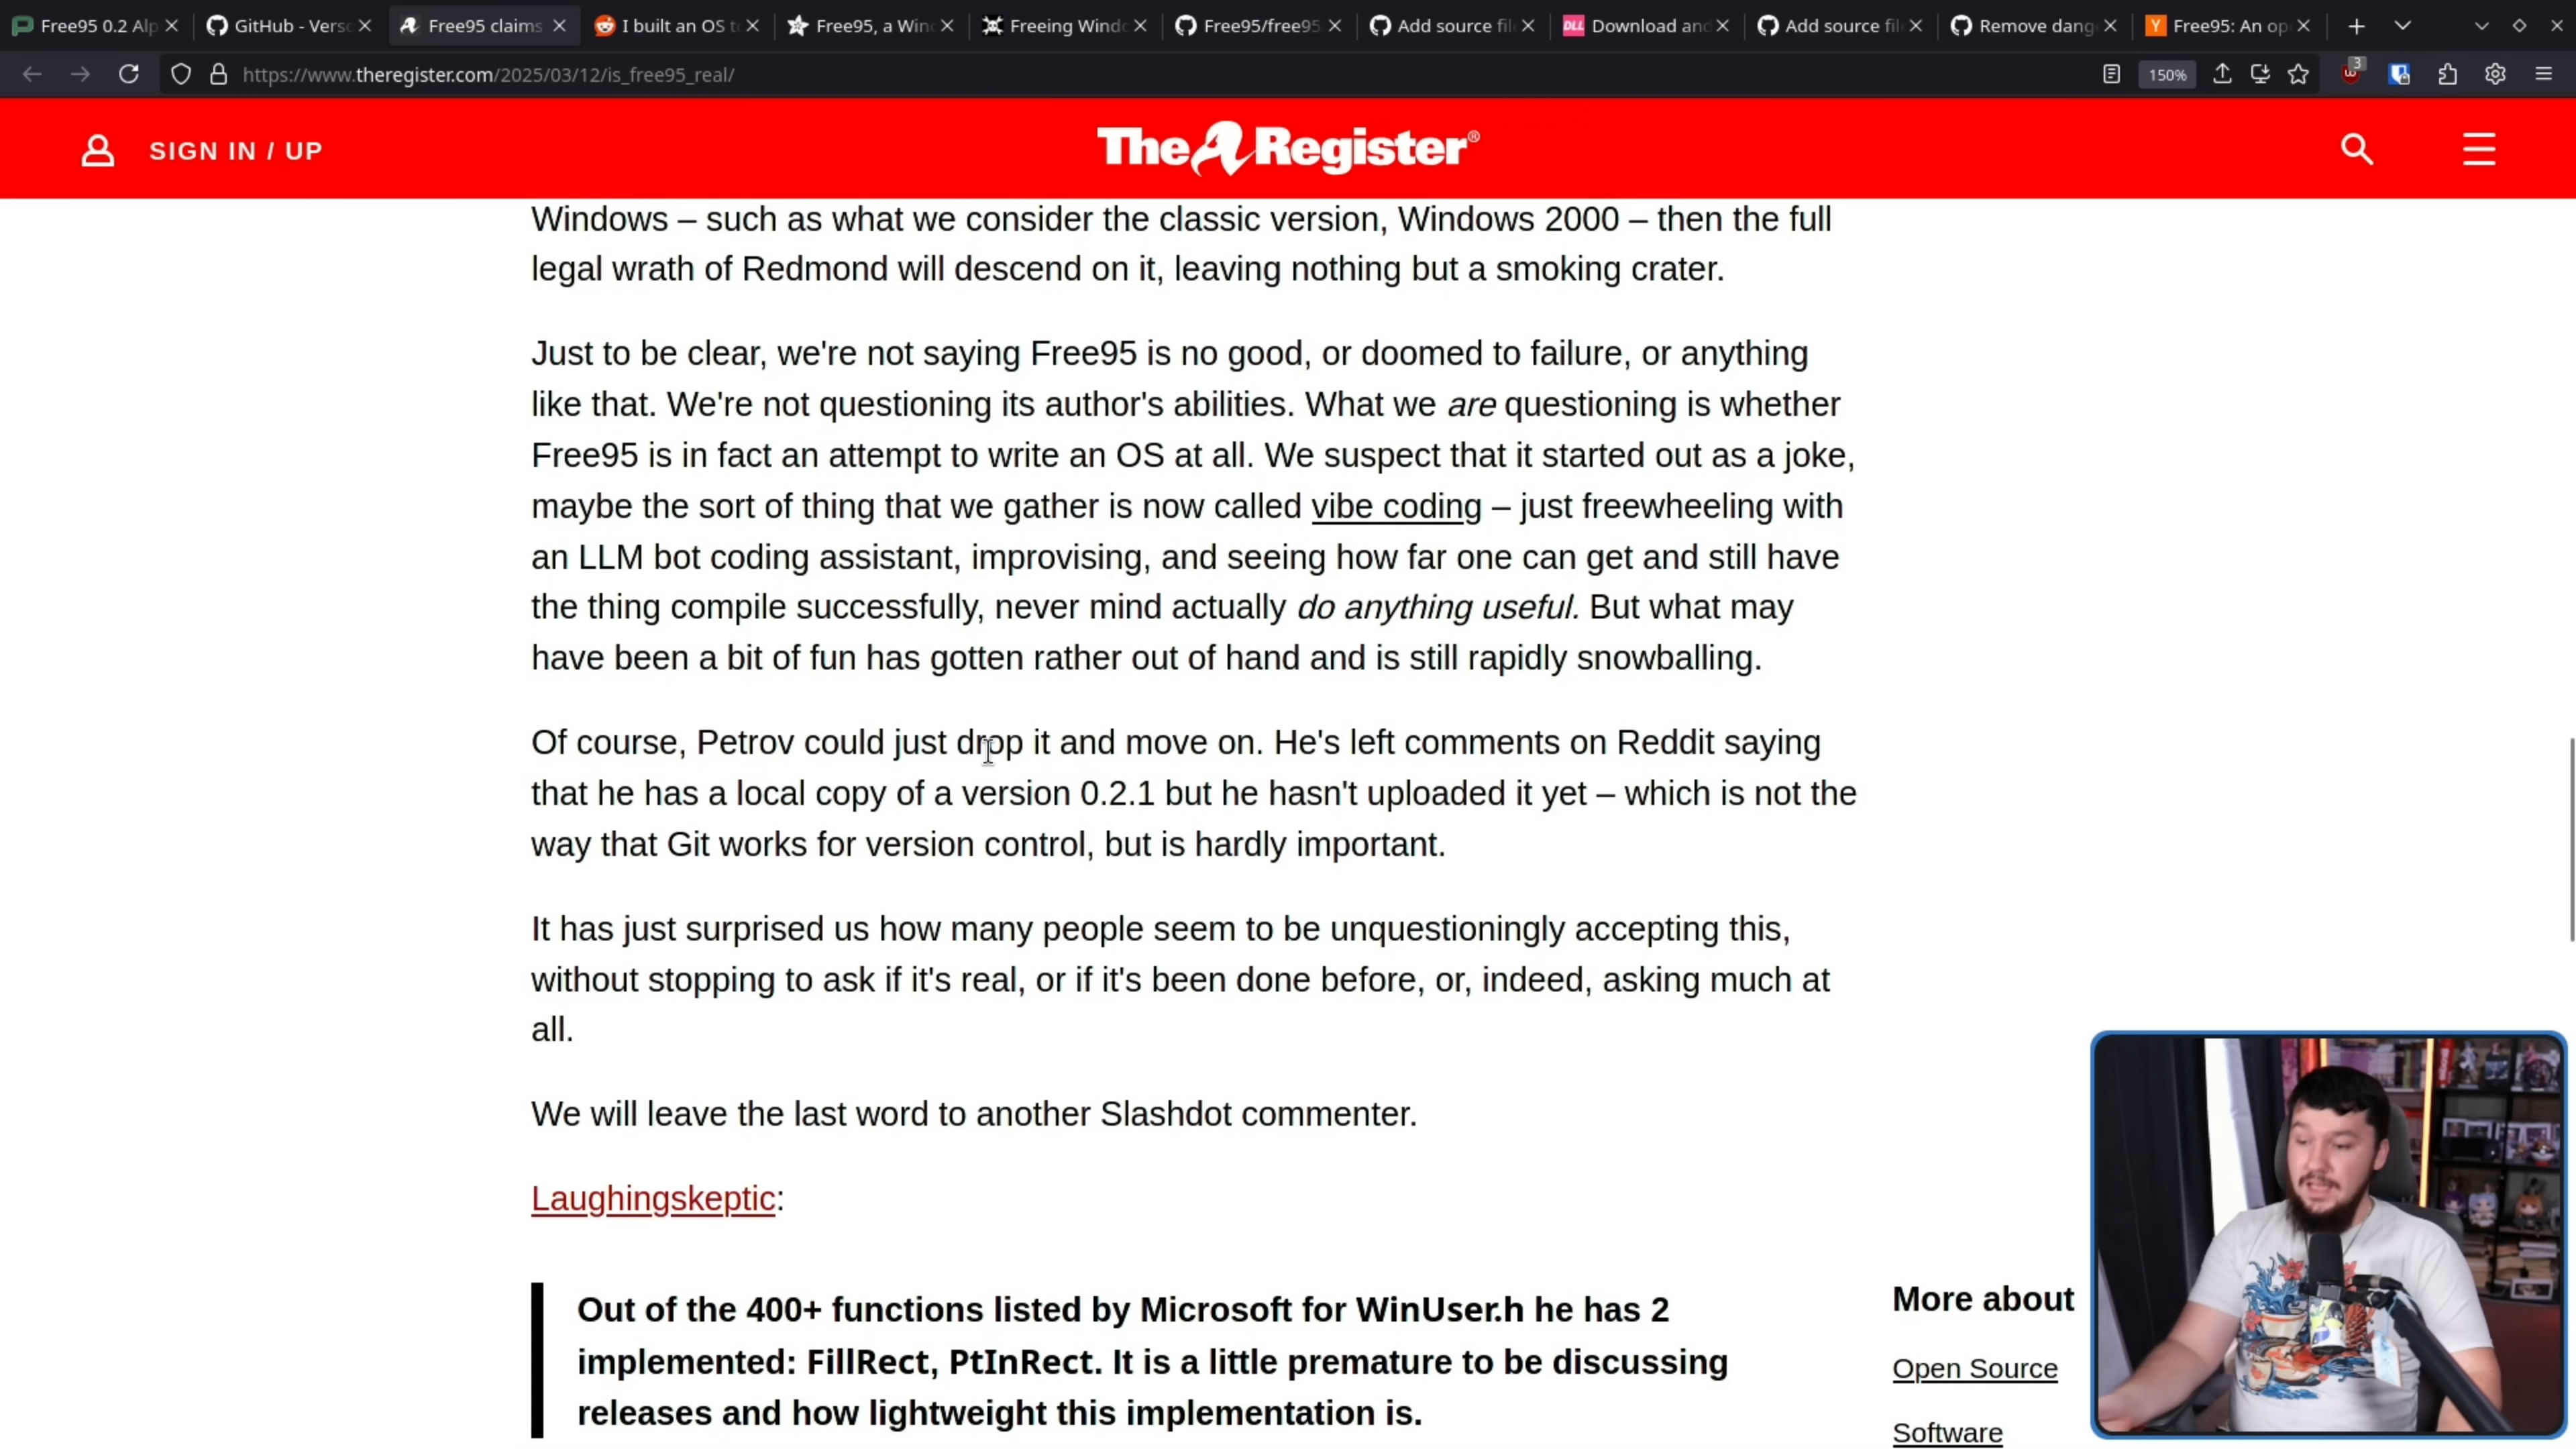 Free95 0.2 Alp
GitHub - Verso
Free95 claims
I built an OS t
Free95, a Win
Freeing Windo
Free95/free95
Add source fil
DLL
Download and
Add source fil
Remove dang
Y
Free95: An op
https://www.theregister.com/2025/03/12/is_free95_real/
150%
3
SIGN IN / UP
The Register®
Windows – such as what we consider the classic version, Windows 2000 – then the full
legal wrath of Redmond will descend on it, leaving nothing but a smoking crater.
Just to be clear, we're not saying Free95 is no good, or doomed to failure, or anything
like that. We're not questioning its author's abilities. What we are questioning is whether
Free95 is in fact an attempt to write an OS at all. We suspect that it started out as a joke,
maybe the sort of thing that we gather is now called vibe coding – just freewheeling with
an LLM bot coding assistant, improvising, and seeing how far one can get and still have
the thing compile successfully, never mind actually do anything useful. But what may
have been a bit of fun has gotten rather out of hand and is still rapidly snowballing.
Of course, Petrov could just drop it and move on. He's left comments on Reddit saying
that he has a local copy of a version 0.2.1 but he hasn't uploaded it yet – which is not the
way that Git works for version control, but is hardly important.
It has just surprised us how many people seem to be unquestioningly accepting this,
without stopping to ask if it's real, or if it's been done before, or, indeed, asking much at
all.
We will leave the last word to another Slashdot commenter.
Laughingskeptic:
Out of the 400+ functions listed by Microsoft for WinUser.h he has 2
implemented: FillRect, PtInRect. It is a little premature to be discussing
releases and how lightweight this implementation is.
More about
Open Source
Software